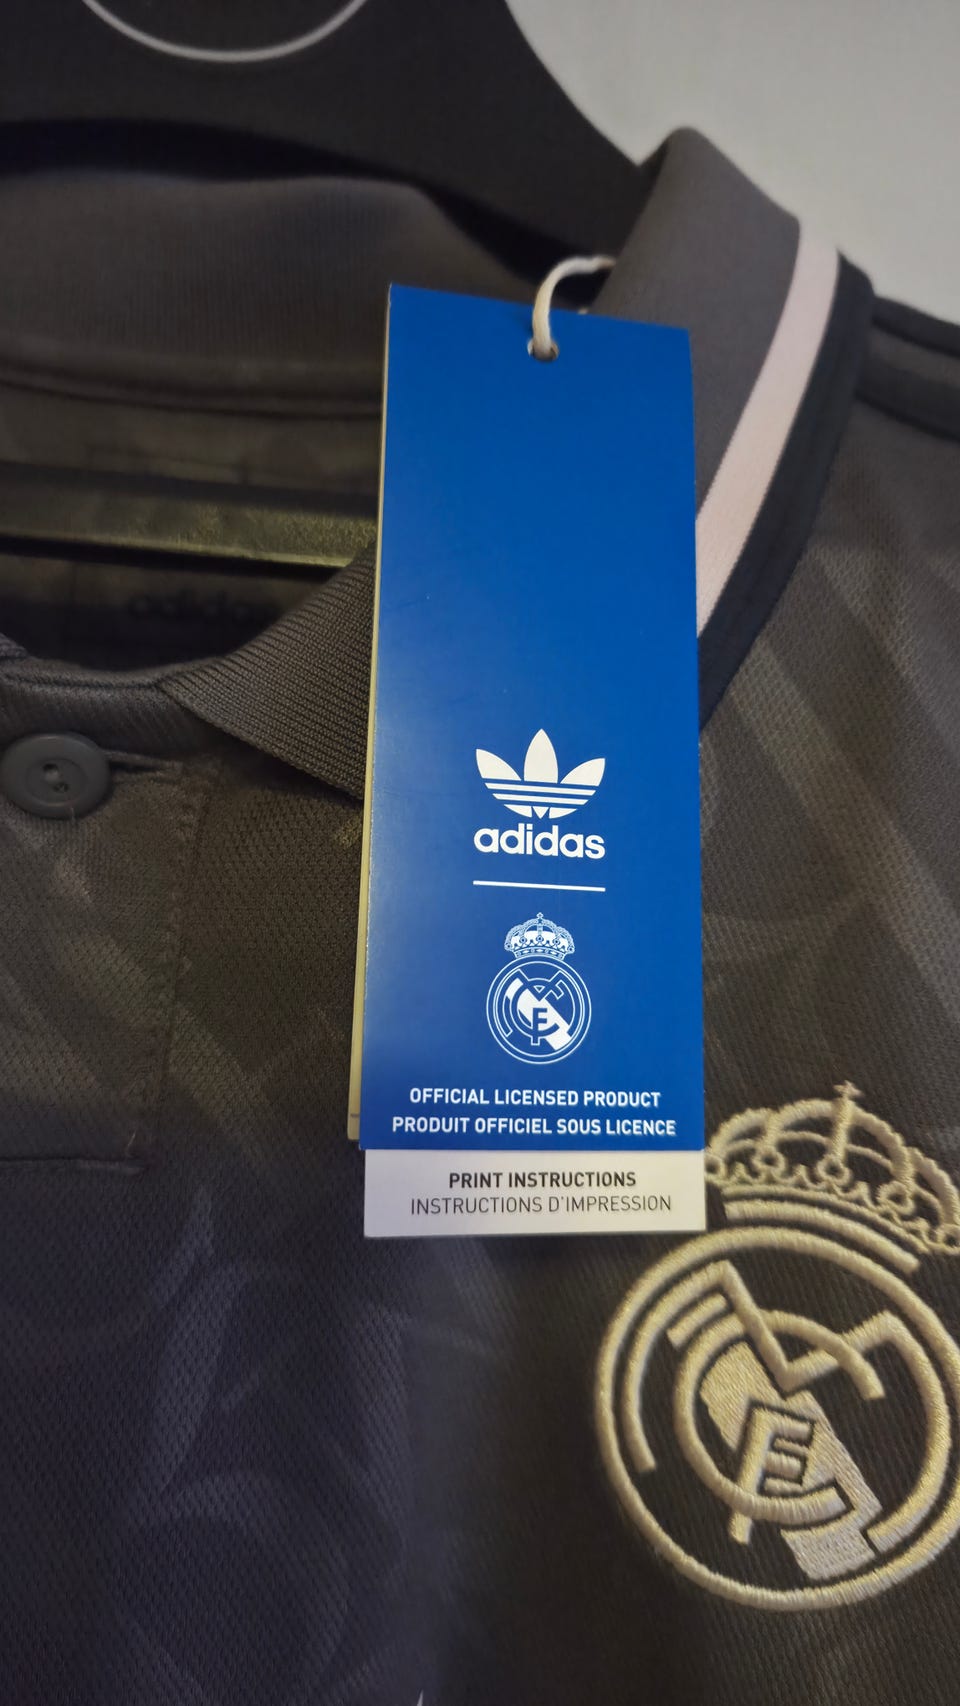 adidas
OFFICIAL LICENSED PRODUCT
PRODUIT OFFICIEL SOUS LICENCE
PRINT INSTRUCTIONS
INSTRUCTIONS D'IMPRESSION